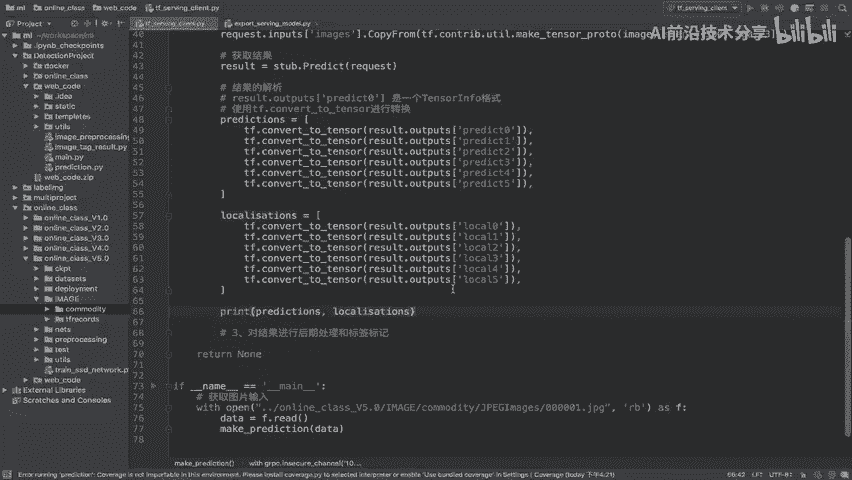 ml
online_class
web_code
tf_serving_client.py
tf_serving_client
AI前沿技术分享
bilibili
Project
tf_serving_client.py
export_serving_model.py
ml
.ipynb_checkpoints
DetectionProject
docker
online_class
web_code
.idea
static
templates
utils
image_preprocessing
image_tag_result.py
main.py
prediction.py
web_code.zip
labelImg
multiproject
online_class
online_class_V1.0
online_class_V2.0
online_class_V3.0
online_class_V4.0
online_class_V5.0
ckpt
datasets
deployment
IMAGE
commodity
tfrecords
nets
preprocessing
test
utils
train_ssd_network.p
web_code
External Libraries
Scratches and Consoles
40 request.inputs['images'].CopyFrom(tf.contrib.util.make_tensor_proto(imag
41
42 # 获取结果
43 result = stub.Predict(request)
44
45 # 结果的解析
46 # result.outputs['predict0'] 是一个TensorInfo格式
47 # 使用tf.convert_to_tensor进行转换
48 predictions = [
49 tf.convert_to_tensor(result.outputs['predict0']),
50 tf.convert_to_tensor(result.outputs['predict1']),
51 tf.convert_to_tensor(result.outputs['predict2']),
52 tf.convert_to_tensor(result.outputs['predict3']),
53 tf.convert_to_tensor(result.outputs['predict4']),
54 tf.convert_to_tensor(result.outputs['predict5']),
55 ]
56
57 localisations = [
58 tf.convert_to_tensor(result.outputs['local0']),
59 tf.convert_to_tensor(result.outputs['local1']),
60 tf.convert_to_tensor(result.outputs['local2']),
61 tf.convert_to_tensor(result.outputs['local3']),
62 tf.convert_to_tensor(result.outputs['local4']),
63 tf.convert_to_tensor(result.outputs['local5']),
64 ]
65
66 print(predictions, localisations)
67
68 # 3、对结果进行后期处理和标签标记
69
70 return None
71
72
73 if __name__ == '__main__':
74 # 获取图片输入
75 with open("../online_class_V5.0/IMAGE/commodity/JPEGImages/000001.jpg", 'rb') as f:
76 data = f.read()
77 make_prediction(data)
78
make_prediction()
with grpc.insecure_channel("10...
Error running 'prediction': Coverage is not importable in this environment. Please install coverage.py to selected interpreter or enable 'Use bundled coverage' in Settings | Coverage (today 下午4:21)
66:42
LF
UTF-8